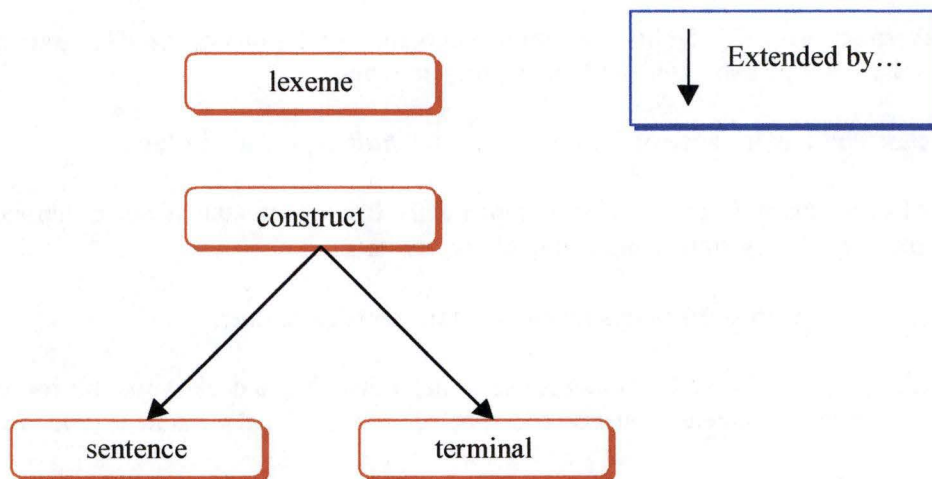 lexeme
Extended by…
construct
sentence
terminal